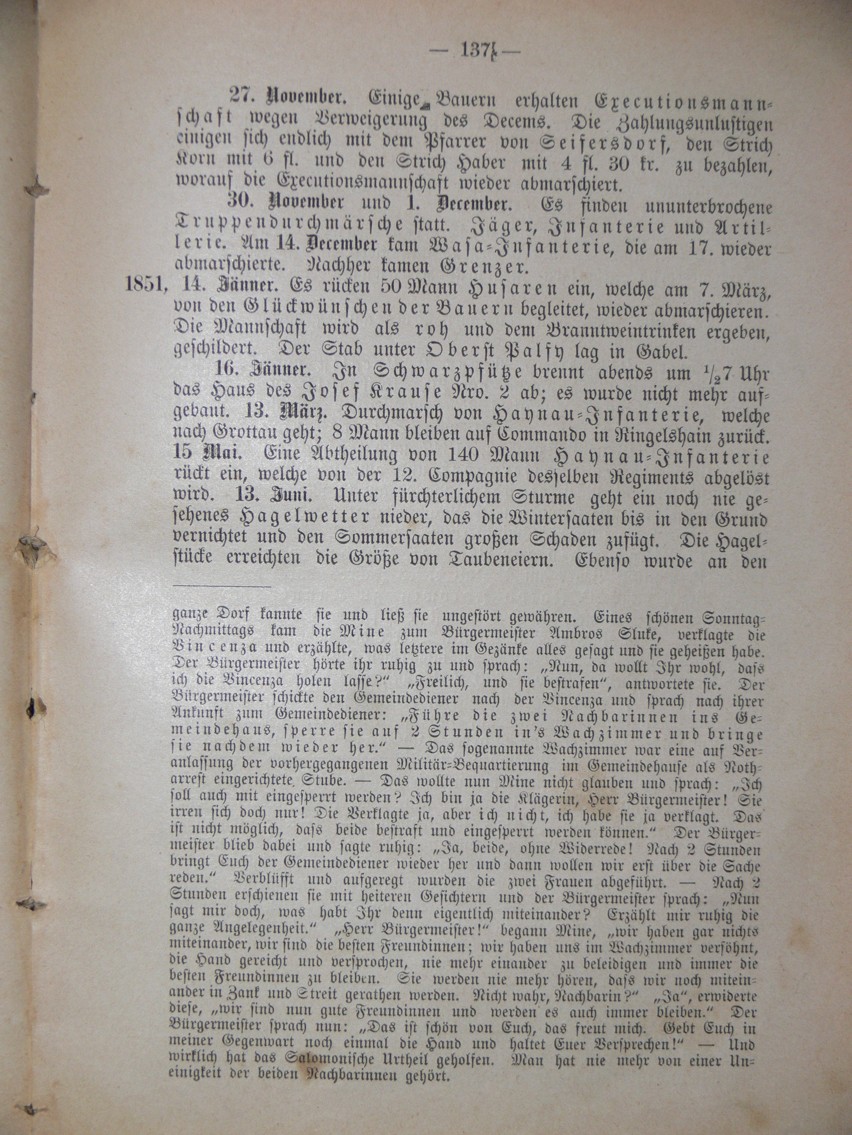 — 137 —
27. November. Einige Bauern erhalten Executionsmann-
schaft wegen Verweigerung des Decems. Die Zahlungsunlustigen
einigen sich endlich mit dem Pfarrer von Seifersdorf, den Strich
Korn mit 6 fl. und den Strich Haber mit 4 fl. 30 kr. zu bezahlen,
worauf die Executionsmannschaft wieder abmarschiert.
30. November und 1. December. Es finden ununterbrochene
Truppendurchmärsche statt. Jäger, Infanterie und Artil-
lerie. Am 14. December kam Wasa-Infanterie, die am 17. wieder
abmarschierte. Nachher kamen Grenzer.
1851, 14. Jänner. Es rücken 50 Mann Husaren ein, welche am 7. März,
von den Glückwünschen der Bauern begleitet, wieder abmarschieren.
Die Mannschaft wird als roh und dem Branntweintrinken ergeben,
geschildert. Der Stab unter Oberst Palfy lag in Gabel.
16. Jänner. In Schwarzpfütze brennt abends um 1/27 Uhr
das Haus des Josef Krause Nro. 2 ab; es wurde nicht mehr auf-
gebaut. 13. März. Durchmarsch von Haynau-Infanterie, welche
nach Grottau geht; 8 Mann bleiben auf Commando in Ringelshain zurück.
15 Mai. Eine Abtheilung von 140 Mann Haynau-Infanterie
rückt ein, welche von der 12. Compagnie desselben Regiments abgelöst
wird. 13. Juni. Unter fürchterlichem Sturme geht ein noch nie ge-
sehenes Hagelwetter nieder, das die Wintersaaten bis in den Grund
vernichtet und den Sommersaaten großen Schaden zufügt. Die Hagel-
stücke erreichten die Größe von Taubeneiern. Ebenso wurde an den
ganze Dorf kannte sie und ließ sie ungestört gewähren. Eines schönen Sonntag-
Nachmittags kam die Mine zum Bürgermeister Ambros Sluke, verklagte die
Vincenza und erzählte, was letztere im Gezänke alles gesagt und sie geheißen habe.
Der Bürgermeister hörte ihr ruhig zu und sprach: „Nun, da wollt Ihr wohl, dass
ich die Vincenza holen lasse?" „Freilich, und sie bestrafen", antwortete sie. Der
Bürgermeister schickte den Gemeindediener nach der Vincenza und sprach nach ihrer
Ankunft zum Gemeindediener: „Führe die zwei Nachbarinnen ins Ge-
meindehaus, sperre sie auf 2 Stunden in's Wachzimmer und bringe
sie nachdem wieder her." — Das sogenannte Wachzimmer war eine auf Ver-
anlassung der vorhergegangenen Militär-Bequartierung im Gemeindehause als Noth-
arrest eingerichtete Stube. — Das wollte nun Mine nicht glauben und sprach: „Ich
soll auch mit eingesperrt werden? Ich bin ja die Klägerin, Herr Bürgermeister! Sie
irren sich doch nur! Die Verklagte ja, aber ich nicht, ich habe sie ja verklagt. Das
ist nicht möglich, dass beide bestraft und eingesperrt werden können." Der Bürger-
meister blieb dabei und sagte ruhig: „Ja, beide, ohne Widerrede! Nach 2 Stunden
bringt Euch der Gemeindediener wieder her und dann wollen wir erst über die Sache
reden." Verblüfft und aufgeregt wurden die zwei Frauen abgeführt. — Nach 2
Stunden erschienen sie mit heiteren Gesichtern und der Bürgermeister sprach: „Nun
sagt mir doch, was habt Ihr denn eigentlich miteinander? Erzählt mir ruhig die
ganze Angelegenheit." „Herr Bürgermeister!" begann Mine, „wir haben gar nichts
miteinander, wir sind die besten Freundinnen; wir haben uns im Wachzimmer versöhnt,
die Hand gereicht und versprochen, nie mehr einander zu beleidigen und immer die
besten Freundinnen zu bleiben. Sie werden nie mehr hören, dass wir noch mitein-
ander in Zank und Streit gerathen werden. Nicht wahr, Nachbarin?" „Ja", erwiderte
diese, „wir sind nun gute Freundinnen und werden es auch immer bleiben." Der
Bürgermeister sprach nun: „Das ist schön von Euch, das freut mich. Gebt Euch in
meiner Gegenwart noch einmal die Hand und haltet Euer Versprechen!" — Und
wirklich hat das Salomonische Urtheil geholfen. Man hat nie mehr von einer Un-
einigkeit der beiden Nachbarinnen gehört.